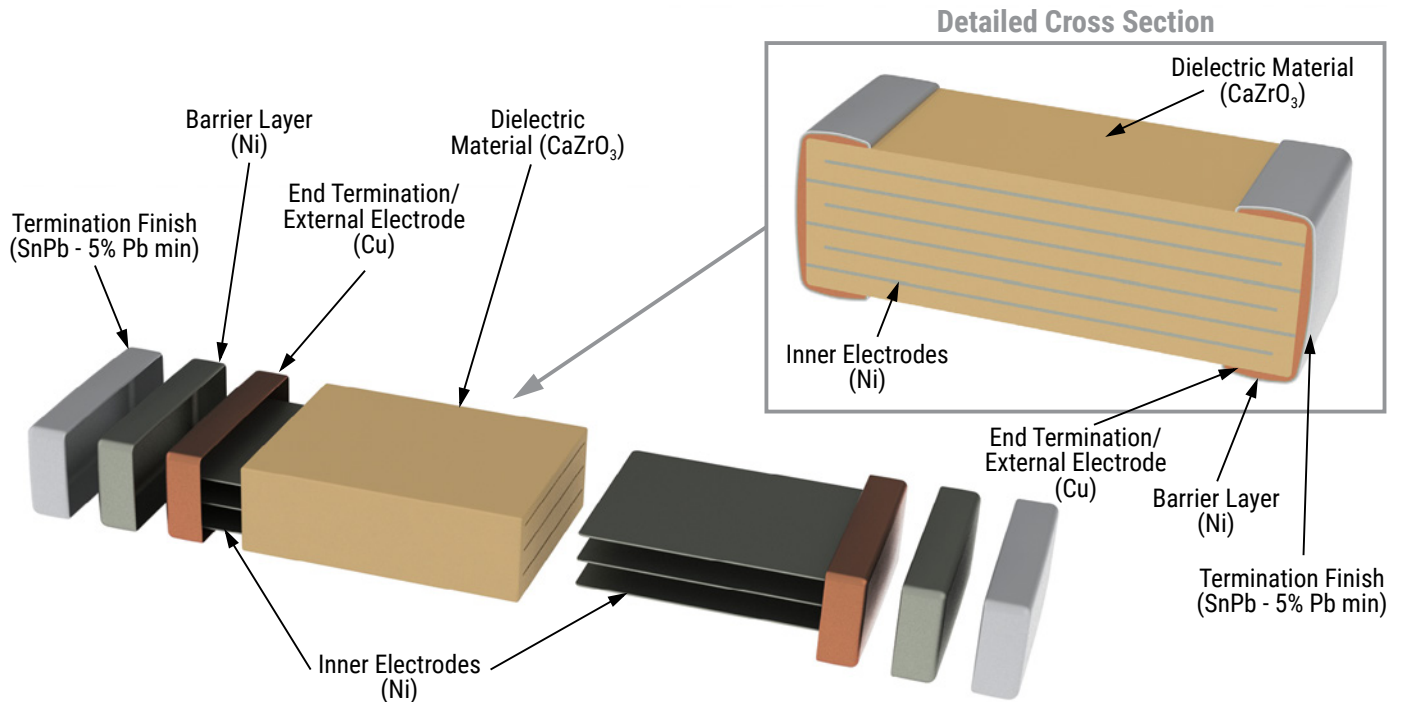 Detailed Cross Section
Dielectric Material
(CaZrO₃)
Inner Electrodes
(Ni)
End Termination/
External Electrode
(Cu)
Barrier Layer
(Ni)
Termination Finish
(SnPb - 5% Pb min)
Termination Finish
(SnPb - 5% Pb min)
Barrier Layer
(Ni)
End Termination/
External Electrode
(Cu)
Dielectric
Material (CaZrO₃)
Inner Electrodes
(Ni)